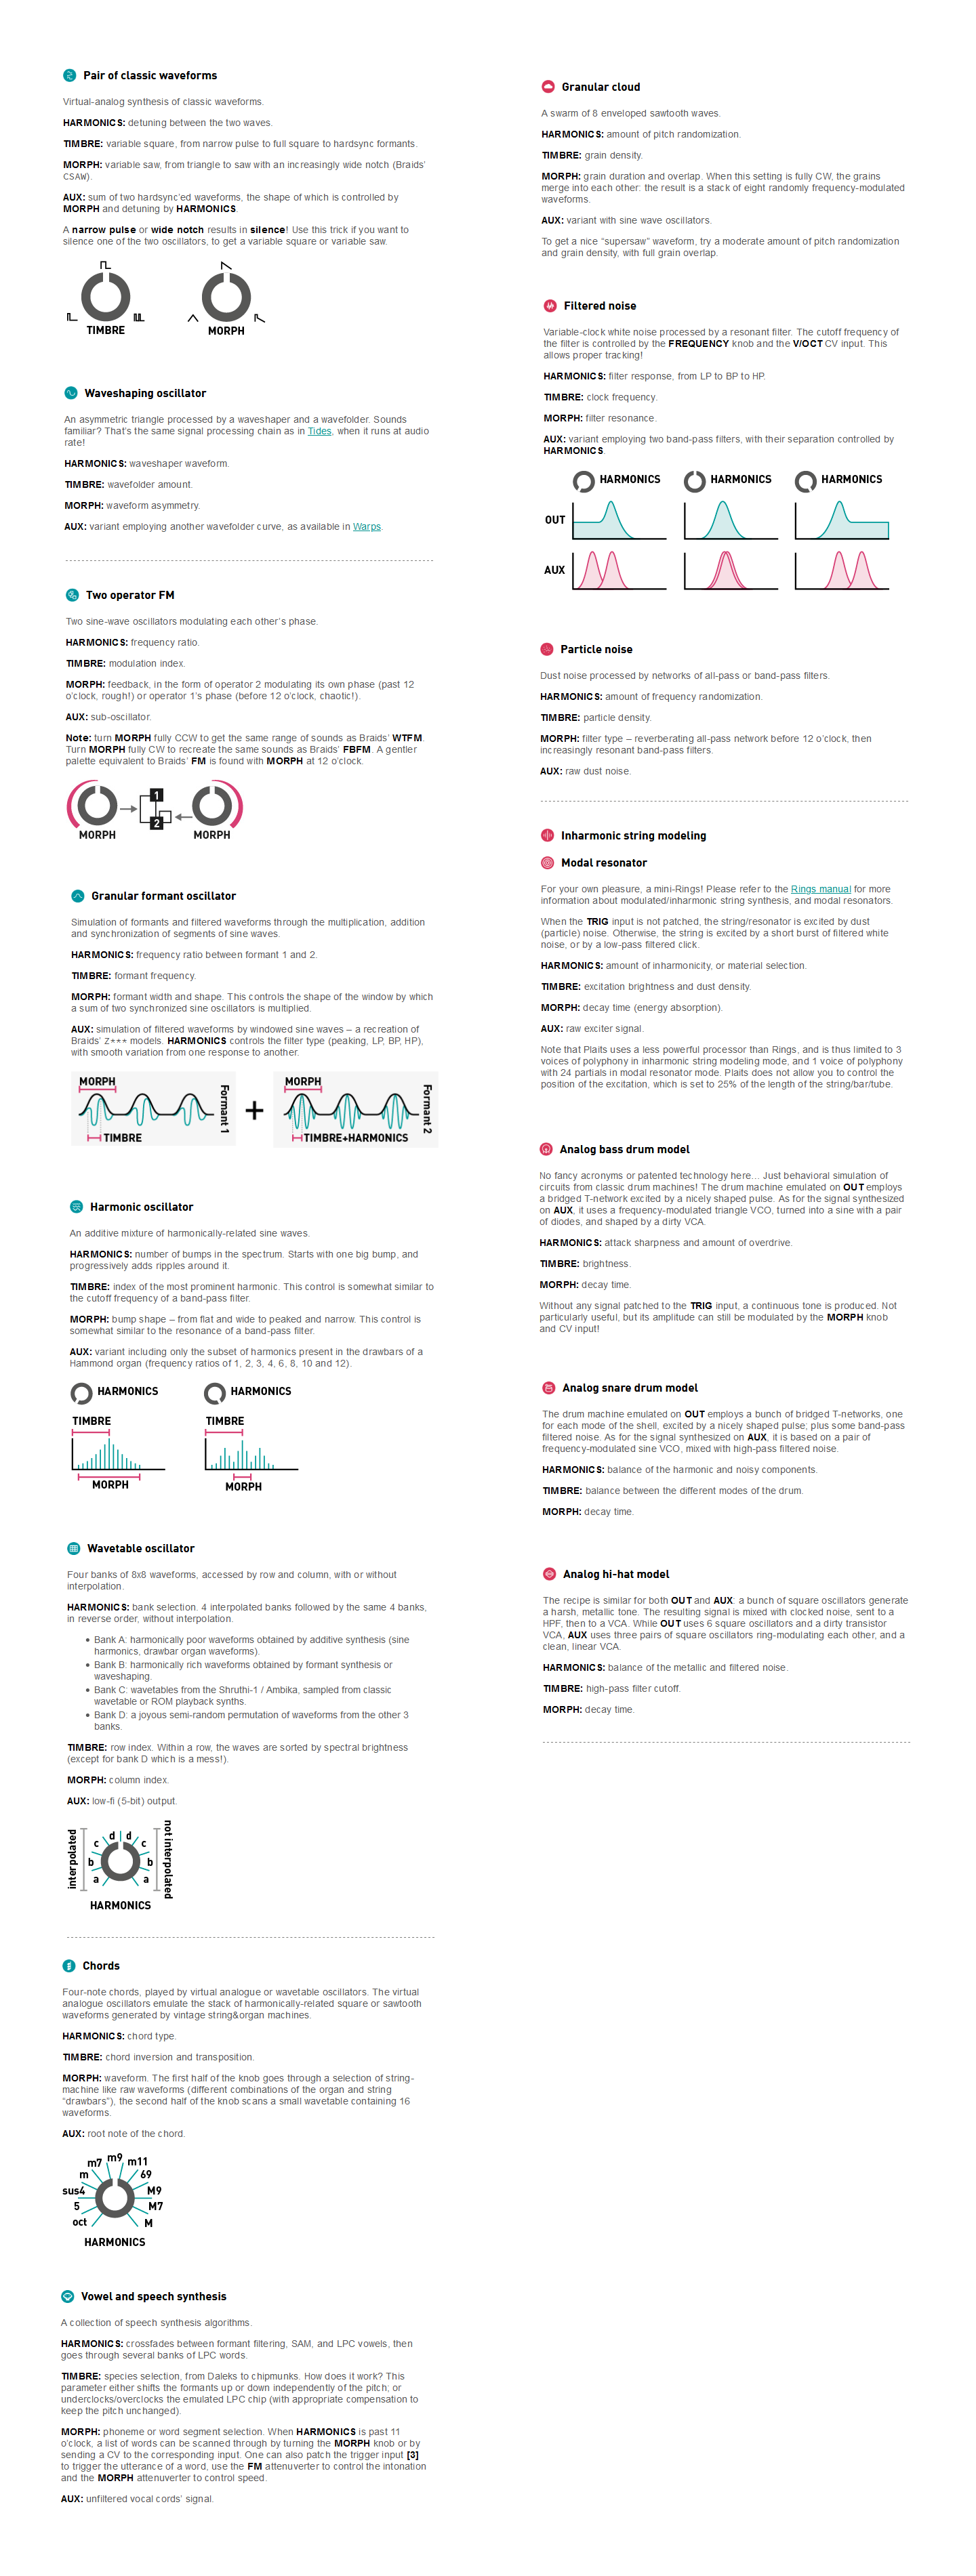 Pair of classic waveforms
Virtual-analog synthesis of classic waveforms.
HARMONICS: detuning between the two waves.
TIMBRE: variable square, from narrow pulse to full square to hardsync formants.
MORPH: variable saw, from triangle to saw with an increasingly wide notch (Braids'
CSAW).
AUX: sum of two hardsync'ed waveforms, the shape of which is controlled by
MORPH and detuning by HARMONICS.
A narrow pulse or wide notch results in silence! Use this trick if you want to
silence one of the two oscillators, to get a variable square or variable saw.
TIMBRE
MORPH
Waveshaping oscillator
An asymmetric triangle processed by a waveshaper and a wavefolder. Sounds
familiar? That's the same signal processing chain as in Tides, when it runs at audio
rate!
HARMONICS: waveshaper waveform.
TIMBRE: wavefolder amount.
MORPH: waveform asymmetry.
AUX: variant employing another wavefolder curve, as available in Warps.
Two operator FM
Two sine-wave oscillators modulating each other's phase.
HARMONICS: frequency ratio.
TIMBRE: modulation index.
MORPH: feedback, in the form of operator 2 modulating its own phase (past 12
o'clock, rough!) or operator 1's phase (before 12 o'clock, chaotic!).
AUX: sub-oscillator.
Note: turn MORPH fully CCW to get the same range of sounds as Braids' WTFM.
Turn MORPH fully CW to recreate the same sounds as Braids' FBFM. A gentler
palette equivalent to Braids' FM is found with MORPH at 12 o'clock.
1
2
MORPH
MORPH
Granular formant oscillator
Simulation of formants and filtered waveforms through the multiplication, addition
and synchronization of segments of sine waves.
HARMONICS: frequency ratio between formant 1 and 2.
TIMBRE: formant frequency.
MORPH: formant width and shape. This controls the shape of the window by which
a sum of two synchronized sine oscillators is multiplied.
AUX: simulation of filtered waveforms by windowed sine waves – a recreation of
Braids' Z*** models. HARMONICS controls the filter type (peaking, LP, BP, HP),
with smooth variation from one response to another.
MORPH
TIMBRE
Formant 1
+
MORPH
TIMBRE+HARMONICS
Formant 2
Harmonic oscillator
An additive mixture of harmonically-related sine waves.
HARMONICS: number of bumps in the spectrum. Starts with one big bump, and
progressively adds ripples around it.
TIMBRE: index of the most prominent harmonic. This control is somewhat similar to
the cutoff frequency of a band-pass filter.
MORPH: bump shape – from flat and wide to peaked and narrow. This control is
somewhat similar to the resonance of a band-pass filter.
AUX: variant including only the subset of harmonics present in the drawbars of a
Hammond organ (frequency ratios of 1, 2, 3, 4, 6, 8, 10 and 12).
HARMONICS
HARMONICS
TIMBRE
TIMBRE
MORPH
MORPH
Wavetable oscillator
Four banks of 8x8 waveforms, accessed by row and column, with or without
interpolation.
HARMONICS: bank selection. 4 interpolated banks followed by the same 4 banks,
in reverse order, without interpolation.
• Bank A: harmonically poor waveforms obtained by additive synthesis (sine
harmonics, drawbar organ waveforms).
• Bank B: harmonically rich waveforms obtained by formant synthesis or
waveshaping.
• Bank C: wavetables from the Shruthi-1 / Ambika, sampled from classic
wavetable or ROM playback synths.
• Bank D: a joyous semi-random permutation of waveforms from the other 3
banks.
TIMBRE: row index. Within a row, the waves are sorted by spectral brightness
(except for bank D which is a mess!).
MORPH: column index.
AUX: low-fi (5-bit) output.
interpolated
a
b
c
d
d
c
b
a
not interpolated
HARMONICS
Chords
Four-note chords, played by virtual analogue or wavetable oscillators. The virtual
analogue oscillators emulate the stack of harmonically-related square or sawtooth
waveforms generated by vintage string&organ machines.
HARMONICS: chord type.
TIMBRE: chord inversion and transposition.
MORPH: waveform. The first half of the knob goes through a selection of string-
machine like raw waveforms (different combinations of the organ and string
"drawbars"), the second half of the knob scans a small wavetable containing 16
waveforms.
AUX: root note of the chord.
oct
5
sus4
m
m7
m9
m11
69
M9
M7
M
HARMONICS
Vowel and speech synthesis
A collection of speech synthesis algorithms.
HARMONICS: crossfades between formant filtering, SAM, and LPC vowels, then
goes through several banks of LPC words.
TIMBRE: species selection, from Daleks to chipmunks. How does it work? This
parameter either shifts the formants up or down independently of the pitch; or
underclocks/overclocks the emulated LPC chip (with appropriate compensation to
keep the pitch unchanged).
MORPH: phoneme or word segment selection. When HARMONICS is past 11
o'clock, a list of words can be scanned through by turning the MORPH knob or by
sending a CV to the corresponding input. One can also patch the trigger input [3]
to trigger the utterance of a word, use the FM attenuverter to control the intonation
and the MORPH attenuverter to control speed.
AUX: unfiltered vocal cords' signal.
Granular cloud
A swarm of 8 enveloped sawtooth waves.
HARMONICS: amount of pitch randomization.
TIMBRE: grain density.
MORPH: grain duration and overlap. When this setting is fully CW, the grains
merge into each other: the result is a stack of eight randomly frequency-modulated
waveforms.
AUX: variant with sine wave oscillators.
To get a nice "supersaw" waveform, try a moderate amount of pitch randomization
and grain density, with full grain overlap.
Filtered noise
Variable-clock white noise processed by a resonant filter. The cutoff frequency of
the filter is controlled by the FREQUENCY knob and the V/OCT CV input. This
allows proper tracking!
HARMONICS: filter response, from LP to BP to HP.
TIMBRE: clock frequency.
MORPH: filter resonance.
AUX: variant employing two band-pass filters, with their separation controlled by
HARMONICS.
HARMONICS
HARMONICS
HARMONICS
OUT
AUX
Particle noise
Dust noise processed by networks of all-pass or band-pass filters.
HARMONICS: amount of frequency randomization.
TIMBRE: particle density.
MORPH: filter type – reverberating all-pass network before 12 o'clock, then
increasingly resonant band-pass filters.
AUX: raw dust noise.
Inharmonic string modeling
Modal resonator
For your own pleasure, a mini-Rings! Please refer to the Rings manual for more
information about modulated/inharmonic string synthesis, and modal resonators.
When the TRIG input is not patched, the string/resonator is excited by dust
(particle) noise. Otherwise, the string is excited by a short burst of filtered white
noise, or by a low-pass filtered click.
HARMONICS: amount of inharmonicity, or material selection.
TIMBRE: excitation brightness and dust density.
MORPH: decay time (energy absorption).
AUX: raw exciter signal.
Note that Plaits uses a less powerful processor than Rings, and is thus limited to 3
voices of polyphony in inharmonic string modeling mode, and 1 voice of polyphony
with 24 partials in modal resonator mode. Plaits does not allow you to control the
position of the excitation, which is set to 25% of the length of the string/bar/tube.
Analog bass drum model
No fancy acronyms or patented technology here... Just behavioral simulation of
circuits from classic drum machines! The drum machine emulated on OUT employs
a bridged T-network excited by a nicely shaped pulse. As for the signal synthesized
on AUX, it uses a frequency-modulated triangle VCO, turned into a sine with a pair
of diodes, and shaped by a dirty VCA.
HARMONICS: attack sharpness and amount of overdrive.
TIMBRE: brightness.
MORPH: decay time.
Without any signal patched to the TRIG input, a continuous tone is produced. Not
particularly useful, but its amplitude can still be modulated by the MORPH knob
and CV input!
Analog snare drum model
The drum machine emulated on OUT employs a bunch of bridged T-networks, one
for each mode of the shell, excited by a nicely shaped pulse; plus some band-pass
filtered noise. As for the signal synthesized on AUX, it is based on a pair of
frequency-modulated sine VCO, mixed with high-pass filtered noise.
HARMONICS: balance of the harmonic and noisy components.
TIMBRE: balance between the different modes of the drum.
MORPH: decay time.
Analog hi-hat model
The recipe is similar for both OUT and AUX: a bunch of square oscillators generate
a harsh, metallic tone. The resulting signal is mixed with clocked noise, sent to a
HPF, then to a VCA. While OUT uses 6 square oscillators and a dirty transistor
VCA, AUX uses three pairs of square oscillators ring-modulating each other, and a
clean, linear VCA.
HARMONICS: balance of the metallic and filtered noise.
TIMBRE: high-pass filter cutoff.
MORPH: decay time.